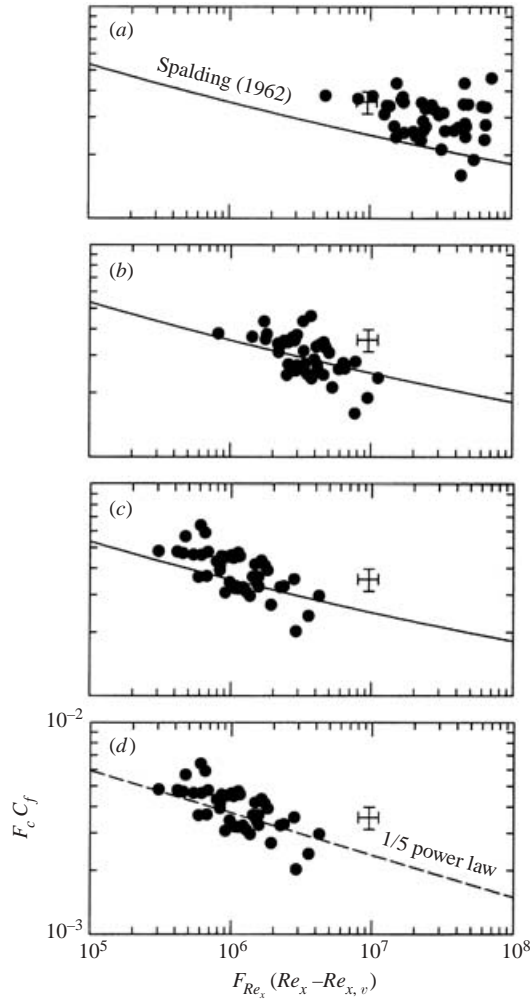 (a)
Spalding (1962)
(b)
(c)
10⁻²
(d)
F_c C_f
1/5 power law
10⁻³
10⁵ 10⁶ 10⁷ 10⁸
F_{Re_x} (Re_x – Re_{x, v})